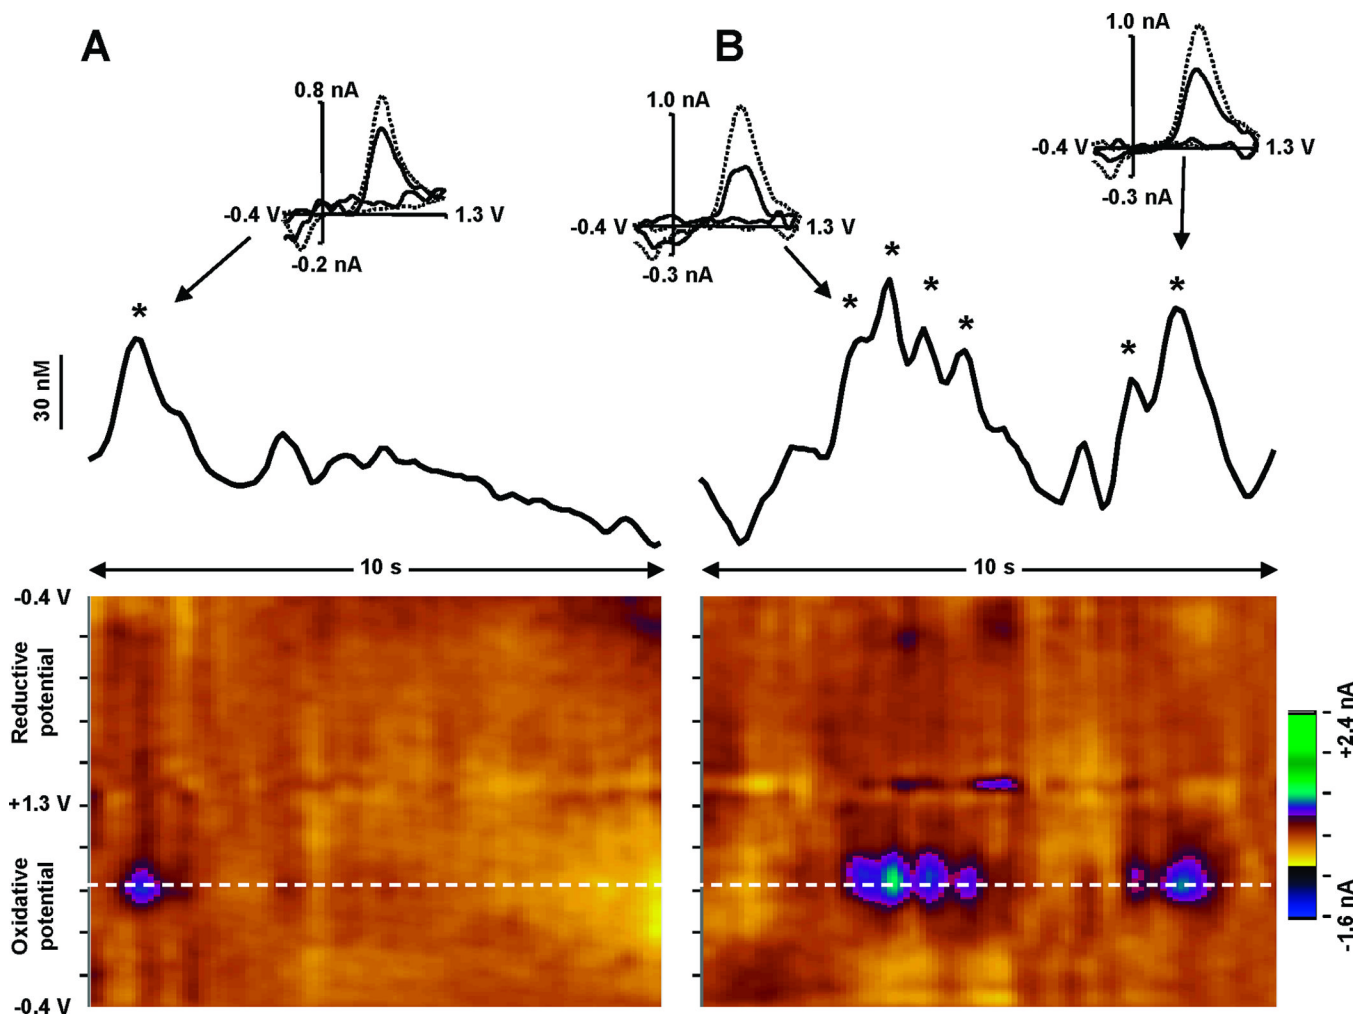 A
B
0.8 nA
-0.4 V
1.3 V
-0.2 nA
1.0 nA
-0.4 V
1.3 V
-0.3 nA
1.0 nA
-0.4 V
1.3 V
-0.3 nA
*
* * * *
* *
30 nM
10 s
10 s
-0.4 V
Reductive
potential
+1.3 V
Oxidative
potential
-0.4 V
+2.4 nA
-1.6 nA